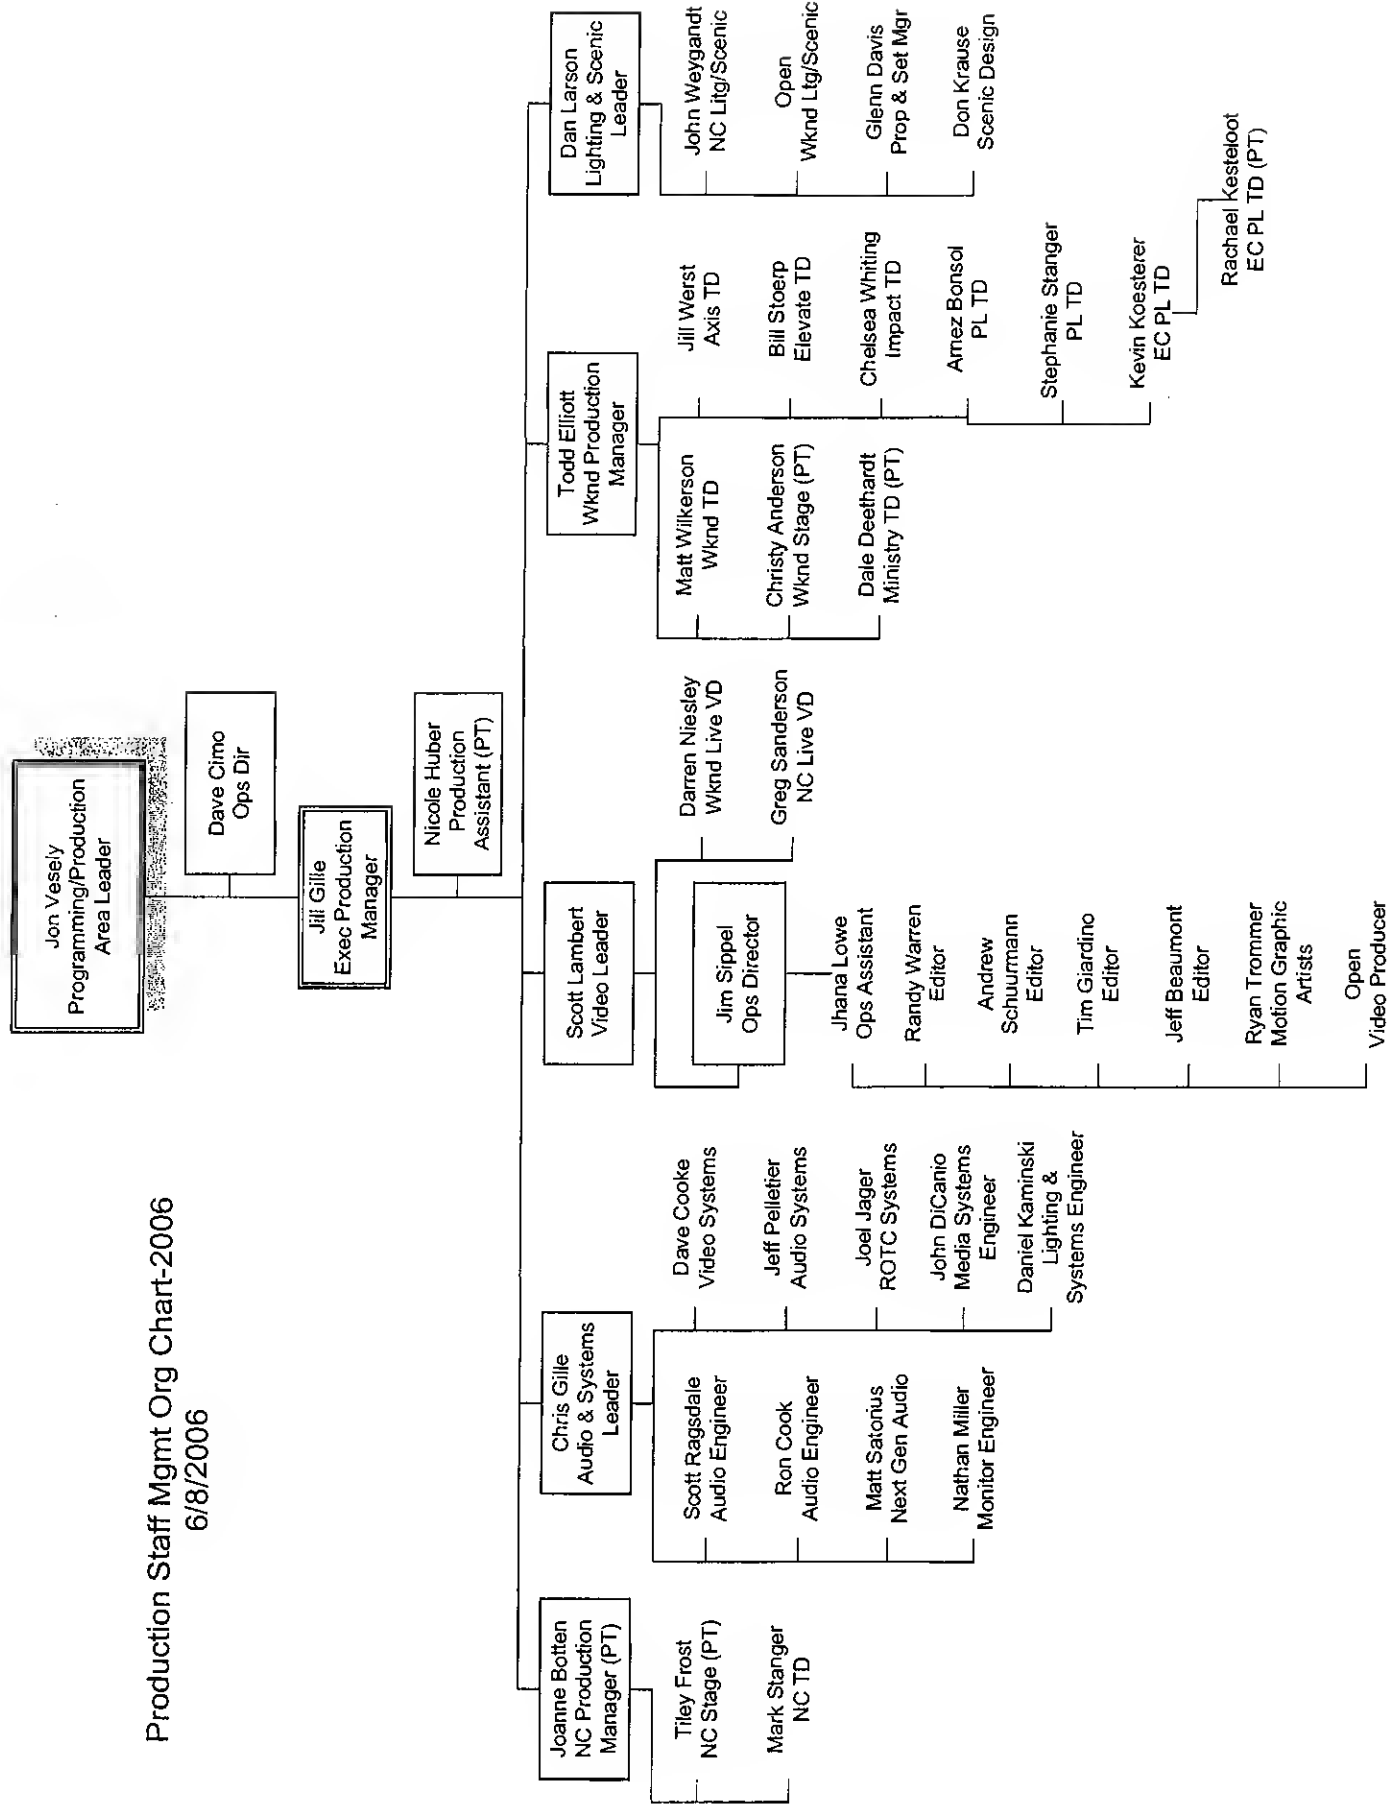 Production Staff Mgmt Org Chart-2006
6/8/2006
Jon Vesely
Programming/Production
Area Leader
Dave Cimo
Ops Dir
Jill Gille
Exec Production
Manager
Nicole Huber
Production
Assistant (PT)
Joanne Botten
NC Production
Manager (PT)
Tiley Frost
NC Stage (PT)
Mark Stanger
NC TD
Chris Gille
Audio & Systems
Leader
Scott Ragsdale
Audio Engineer
Ron Cook
Audio Engineer
Matt Satorius
Next Gen Audio
Nathan Miller
Monitor Engineer
Dave Cooke
Video Systems
Jeff Pelletier
Audio Systems
Joel Jager
ROTC Systems
John DiCanio
Media Systems
Engineer
Daniel Kaminski
Lighting &
Systems Engineer
Scott Lambert
Video Leader
Jim Sippel
Ops Director
Jhana Lowe
Ops Assistant
Randy Warren
Editor
Andrew
Schuurmann
Editor
Tim Giardino
Editor
Jeff Beaumont
Editor
Ryan Trommer
Motion Graphic
Artists
Open
Video Producer
Darren Niesley
Wknd Live VD
Greg Sanderson
NC Live VD
Todd Elliott
Wknd Production
Manager
Matt Wilkerson
Wknd TD
Christy Anderson
Wknd Stage (PT)
Dale Deethardt
Ministry TD (PT)
Jill Werst
Axis TD
Bill Stoerp
Elevate TD
Chelsea Whiting
Impact TD
Arnez Bonsol
PL TD
Stephanie Stanger
PL TD
Kevin Koesterer
EC PL TD
Rachael Kesteloot
EC PL TD (PT)
Dan Larson
Lighting & Scenic
Leader
John Weygandt
NC Litg/Scenic
Open
Wknd Ltg/Scenic
Glenn Davis
Prop & Set Mgr
Don Krause
Scenic Design